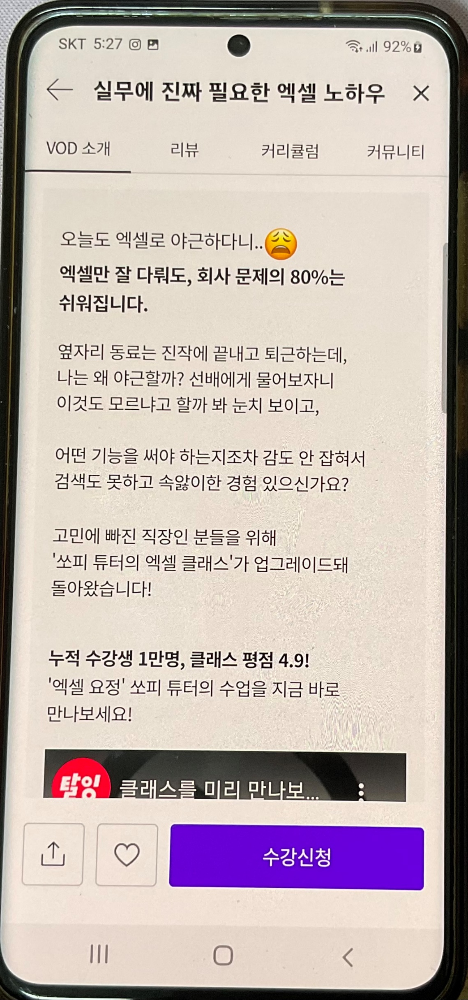 SKT 5:27 92%
실무에 진짜 필요한 엑셀 노하우
VOD 소개 리뷰 커리큘럼 커뮤니티
오늘도 엑셀로 야근하다니..😩
엑셀만 잘 다뤄도, 회사 문제의 80%는
쉬워집니다.
옆자리 동료는 진작에 끝내고 퇴근하는데,
나는 왜 야근할까? 선배에게 물어보자니
이것도 모르냐고 할까 봐 눈치 보이고,
어떤 기능을 써야 하는지조차 감도 안 잡혀서
검색도 못하고 속앓이한 경험 있으신가요?
고민에 빠진 직장인 분들을 위해
'쏘피 튜터의 엑셀 클래스'가 업그레이드돼
돌아왔습니다!
누적 수강생 1만명, 클래스 평점 4.9!
'엑셀 요정' 쏘피 튜터의 수업을 지금 바로
만나보세요!
탈잉 클래스를 미리 만나보...
수강신청